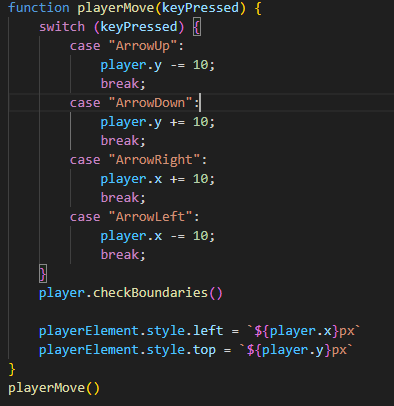 function playerMove(keyPressed) {
    switch (keyPressed) {
        case "ArrowUp":
            player.y -= 10;
            break;
        case "ArrowDown":
            player.y += 10;
            break;
        case "ArrowRight":
            player.x += 10;
            break;
        case "ArrowLeft":
            player.x -= 10;
            break;
    }
    player.checkBoundaries()

    playerElement.style.left = `${player.x}px`
    playerElement.style.top = `${player.y}px`
}
playerMove()